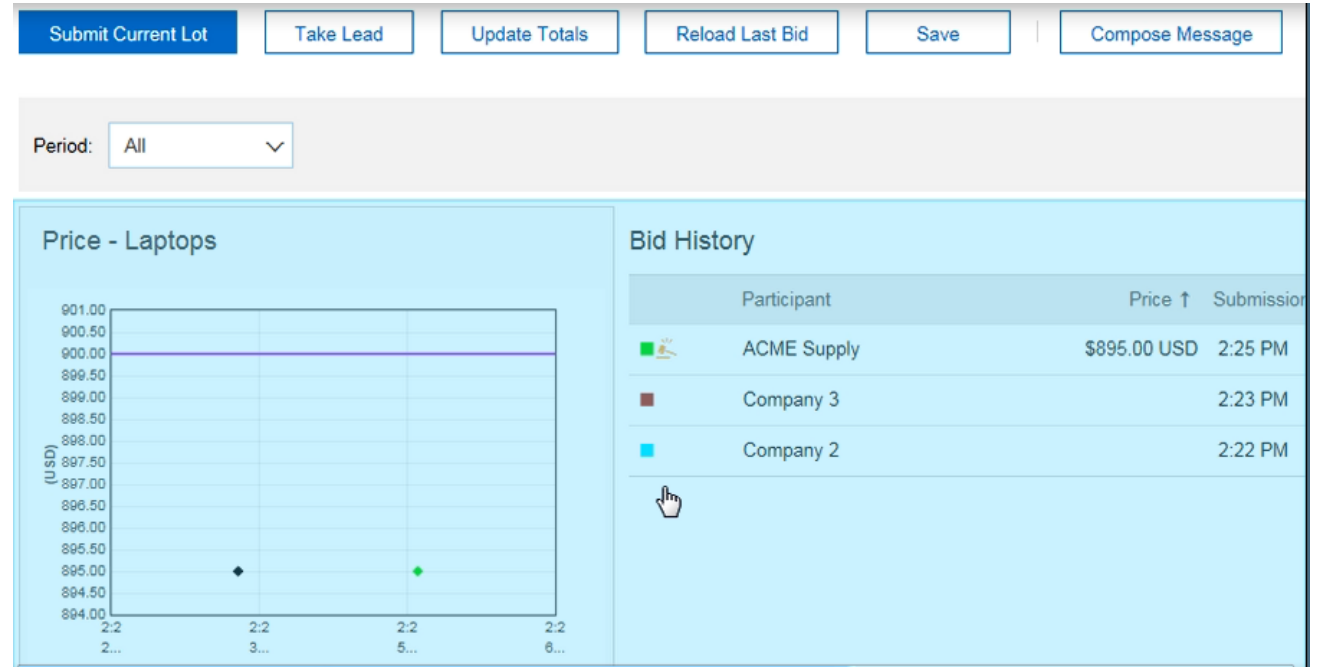 Submit Current Lot
Take Lead
Update Totals
Reload Last Bid
Save
Compose Message
Period: All
Price - Laptops
901.00
900.50
900.00
899.50
899.00
898.50
898.00
897.50
897.00
896.50
896.00
895.50
895.00
894.50
894.00
(USD)
2:2 2:2 2:2 2:2
2... 3... 5... 6...
Bid History
Participant Price ↑ Submission
ACME Supply $895.00 USD 2:25 PM
Company 3 2:23 PM
Company 2 2:22 PM